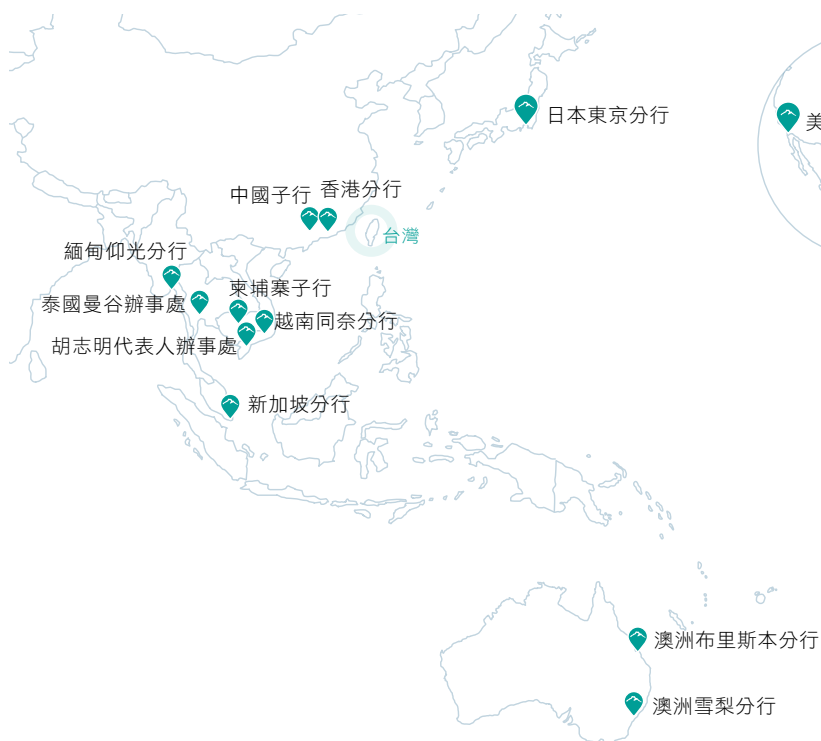 日本東京分行
美
中國子行
香港分行
台灣
緬甸仰光分行
柬埔寨子行
泰國曼谷辦事處
越南同奈分行
胡志明代表人辦事處
新加坡分行
澳洲布里斯本分行
澳洲雪梨分行